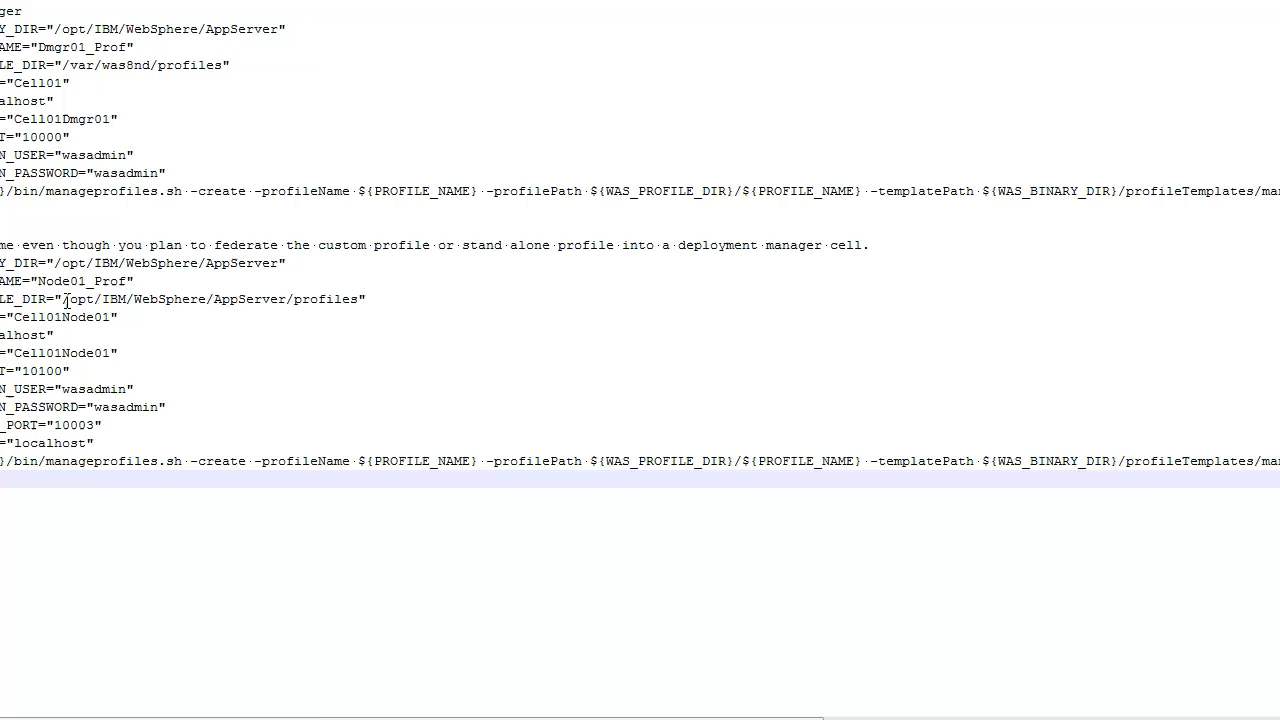 ger
Y_DIR="/opt/IBM/WebSphere/AppServer"
AME="Dmgr01_Prof"
LE_DIR="/var/was8nd/profiles"
="Cell01"
alhost"
="Cell01Dmgr01"
T="10000"
N_USER="wasadmin"
N_PASSWORD="wasadmin"
}/bin/manageprofiles.sh -create -profileName ${PROFILE_NAME} -profilePath ${WAS_PROFILE_DIR}/${PROFILE_NAME} -templatePath ${WAS_BINARY_DIR}/profileTemplates/man
me even though you plan to federate the custom profile or stand alone profile into a deployment manager cell.
Y_DIR="/opt/IBM/WebSphere/AppServer"
AME="Node01_Prof"
LE_DIR="/opt/IBM/WebSphere/AppServer/profiles"
="Cell01Node01"
alhost"
="Cell01Node01"
T="10100"
N_USER="wasadmin"
N_PASSWORD="wasadmin"
_PORT="10003"
="localhost"
}/bin/manageprofiles.sh -create -profileName ${PROFILE_NAME} -profilePath ${WAS_PROFILE_DIR}/${PROFILE_NAME} -templatePath ${WAS_BINARY_DIR}/profileTemplates/man